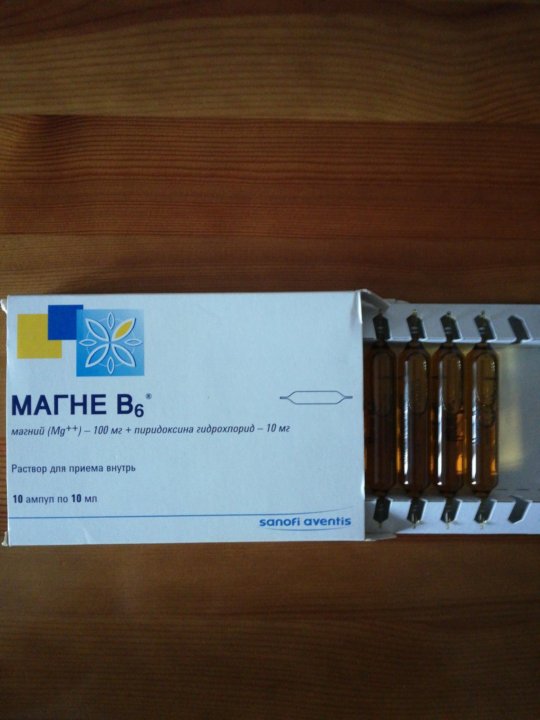 МАГНЕ B6®
магний (Mg++) – 100 мг + пиридоксина гидрохлорид – 10 мг
Раствор для приема внутрь
10 ампул по 10 мл
sanofi aventis